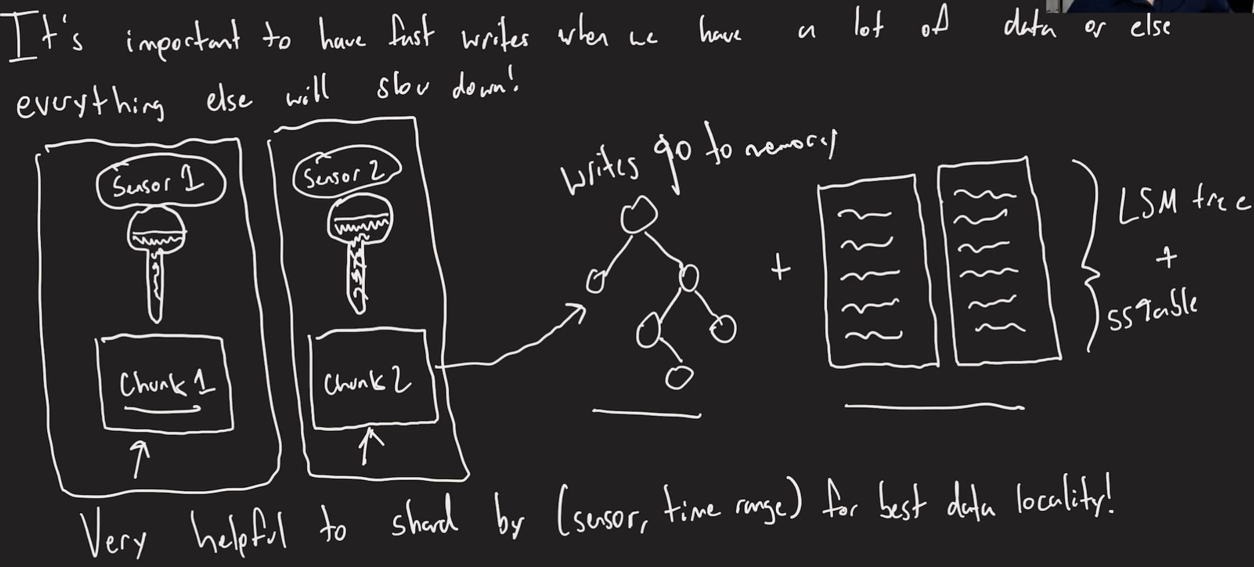 It's important to have fast writes when we have a lot of data or else
everything else will slow down!
Sensor 1
Sensor 2
Chunk 1
Chunk 2
writes go to memory
+
LSM tree
+
SSTable
Very helpful to shard by (sensor, time range) for best data locality!